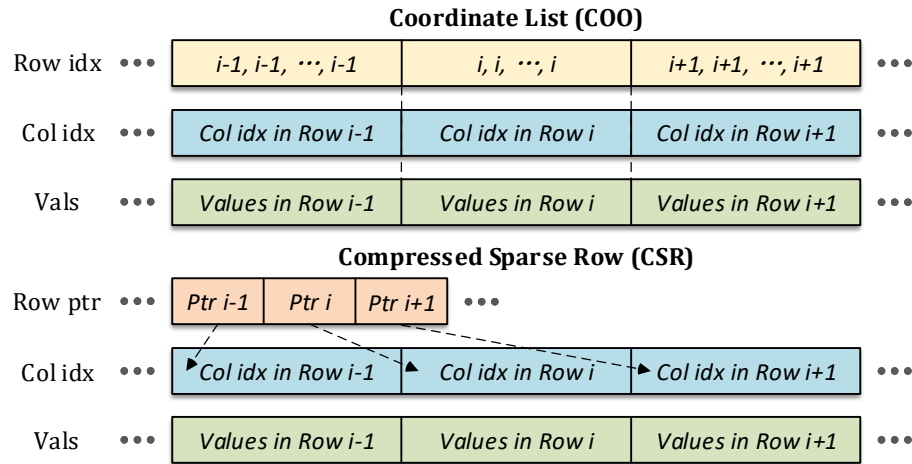 Coordinate List (COO)
Row idx ••• i-1, i-1, ⋯, i-1 i, i, ⋯, i i+1, i+1, ⋯, i+1 •••
Col idx ••• Col idx in Row i-1 Col idx in Row i Col idx in Row i+1 •••
Vals ••• Values in Row i-1 Values in Row i Values in Row i+1 •••
Compressed Sparse Row (CSR)
Row ptr ••• Ptr i-1 Ptr i Ptr i+1 •••
Col idx ••• Col idx in Row i-1 Col idx in Row i Col idx in Row i+1 •••
Vals ••• Values in Row i-1 Values in Row i Values in Row i+1 •••